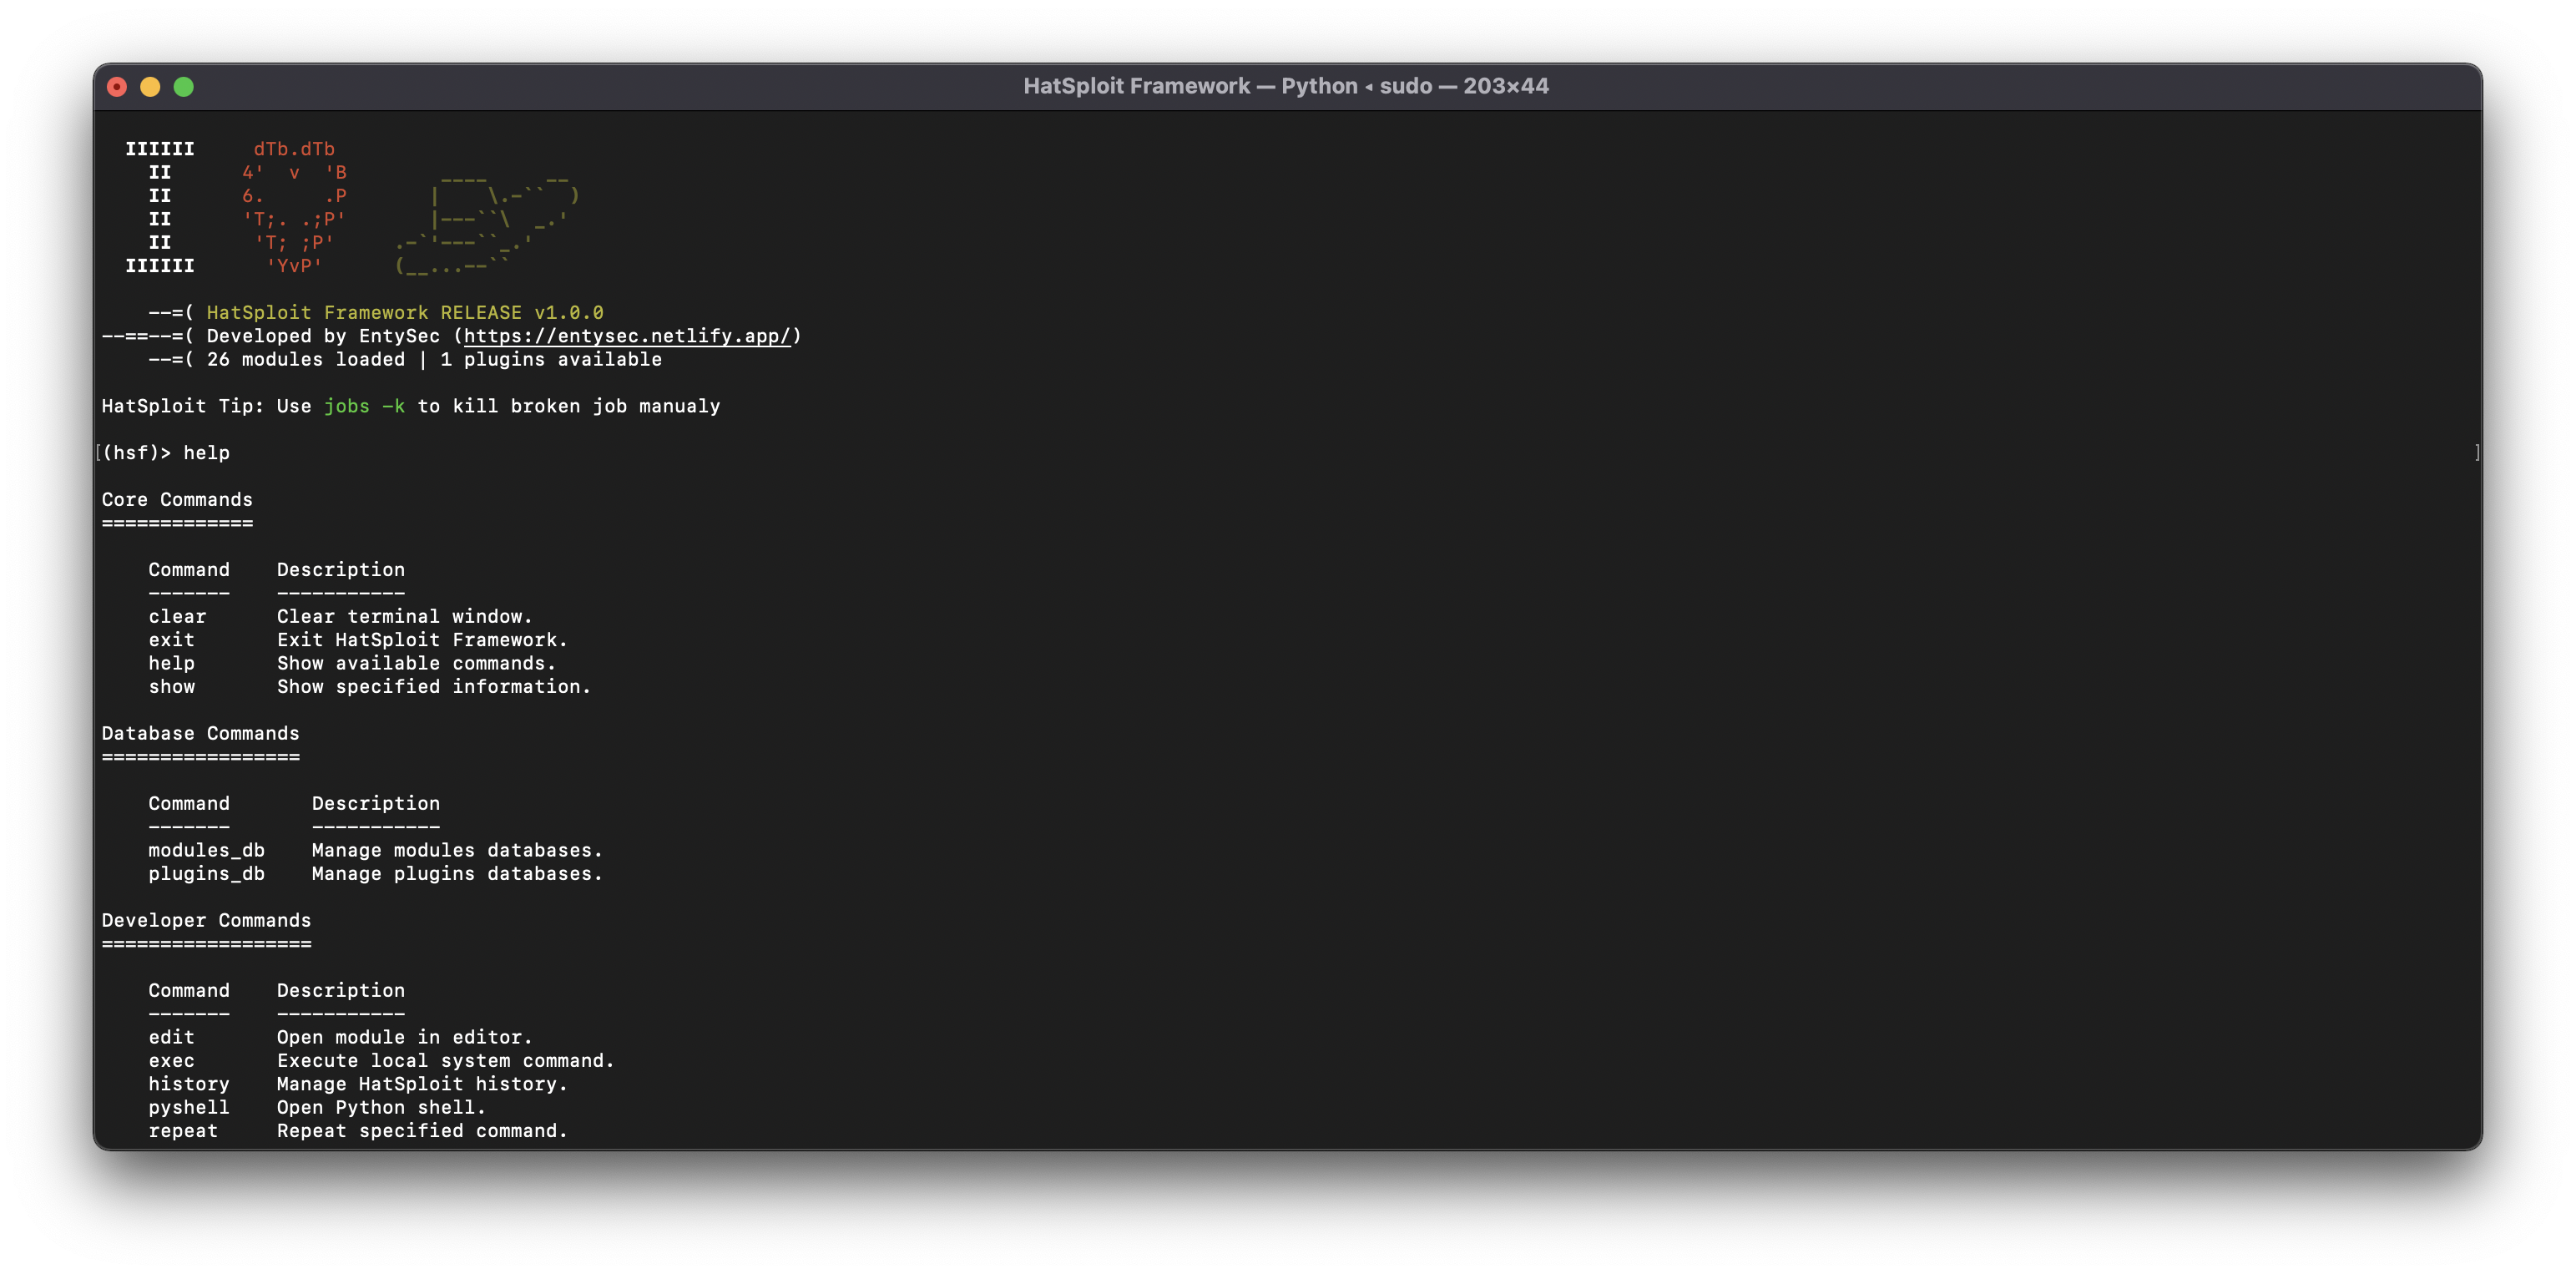 HatSploit Framework — Python ◂ sudo — 203×44
IIIIII     dTb.dTb
  II      4'  v  'B      ____     __
  II      6.     .P     |    \.-``  )
  II      'T;. .;P'     |---``\  _.'
  II       'T; ;P'   .-`'---``_.'
IIIIII      'YvP'    (__...--``
--=( HatSploit Framework RELEASE v1.0.0
--==--=( Developed by EntySec (https://entysec.netlify.app/)
--=( 26 modules loaded | 1 plugins available
HatSploit Tip: Use jobs -k to kill broken job manualy
[(hsf)> help ]
Core Commands
=============
Command    Description
-------    -----------
clear      Clear terminal window.
exit       Exit HatSploit Framework.
help       Show available commands.
show       Show specified information.
Database Commands
=================
Command       Description
-------       -----------
modules_db    Manage modules databases.
plugins_db    Manage plugins databases.
Developer Commands
==================
Command    Description
-------    -----------
edit       Open module in editor.
exec       Execute local system command.
history    Manage HatSploit history.
pyshell    Open Python shell.
repeat     Repeat specified command.